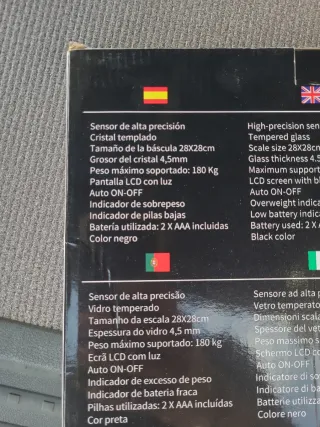 Sensor de alta precisión
Cristal templado
Tamaño de la báscula 28X28cm
Grosor del cristal 4,5mm
Peso máximo soportado: 180 Kg
Pantalla LCD con luz
Auto ON-OFF
Indicador de sobrepeso
Indicador de pilas bajas
Batería utilizada: 2 X AAA incluidas
Color negro
High-precision sen
Tempered glass
Scale size 28X28cm
Glass thickness 4.5
Maximum support
LCD screen with b
Auto ON-OFF
Overweight indica
Low battery indica
Battery used: 2 X A
Black color
Sensor de alta precisão
Vidro temperado
Tamanho da escala 28X28cm
Espessura do vidro 4,5 mm
Peso máximo suportado: 180 kg
Ecrã LCD com luz
Auto ON-OFF
Indicador de excesso de peso
Indicador de bateria fraca
Pilhas utilizadas: 2 X AAA incluídas
Cor preta
Sensore ad alta p
Vetro temperato
Dimensioni scala
Spessore del vet
Peso massimo s
Schermo LCD co
Auto ON-OFF
Indicatore di so
Indicatore di ba
Batterie utilizza
Colore nero